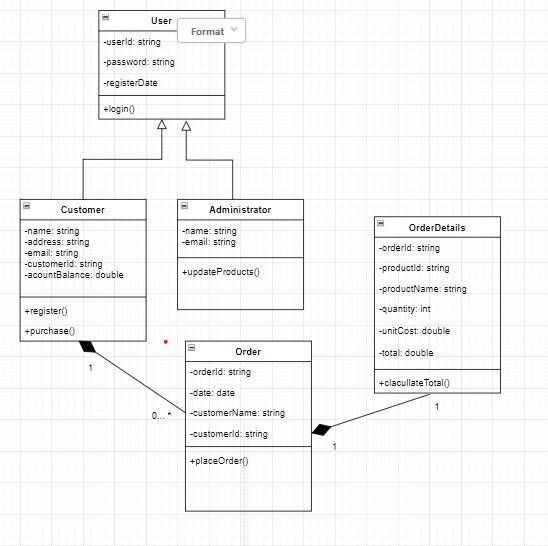 User
Format
-userId: string
-password: string
-registerDate
+login()
Customer
-name: string
-address: string
-email: string
-customerId: string
-acountBalance: double
+register()
+purchase()
Administrator
-name: string
-email: string
+updateProducts()
OrderDetails
-orderId: string
-productId: string
-productName: string
-quantity: int
-unitCost: double
-total: double
+clacullateTotal()
1
0... *
Order
-orderId: string
-date: date
-customerName: string
-customerId: string
+placeOrder()
1
1